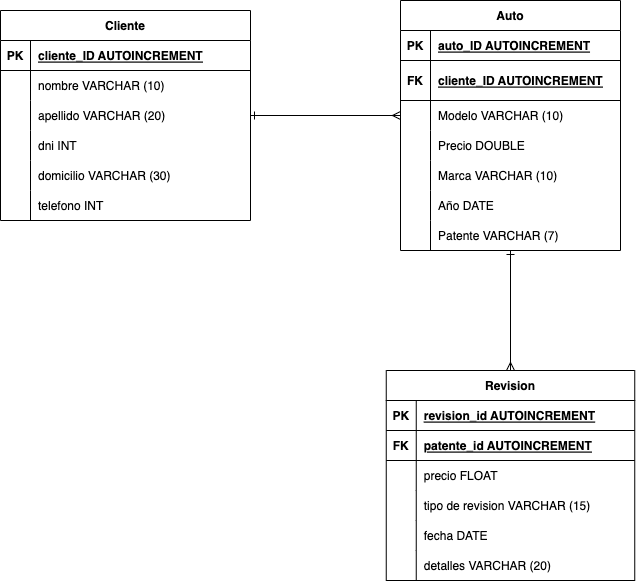 Cliente
PK cliente_ID AUTOINCREMENT
nombre VARCHAR (10)
apellido VARCHAR (20)
dni INT
domicilio VARCHAR (30)
telefono INT
Auto
PK auto_ID AUTOINCREMENT
FK cliente_ID AUTOINCREMENT
Modelo VARCHAR (10)
Precio DOUBLE
Marca VARCHAR (10)
Año DATE
Patente VARCHAR (7)
Revision
PK revision_id AUTOINCREMENT
FK patente_id AUTOINCREMENT
precio FLOAT
tipo de revision VARCHAR (15)
fecha DATE
detalles VARCHAR (20)